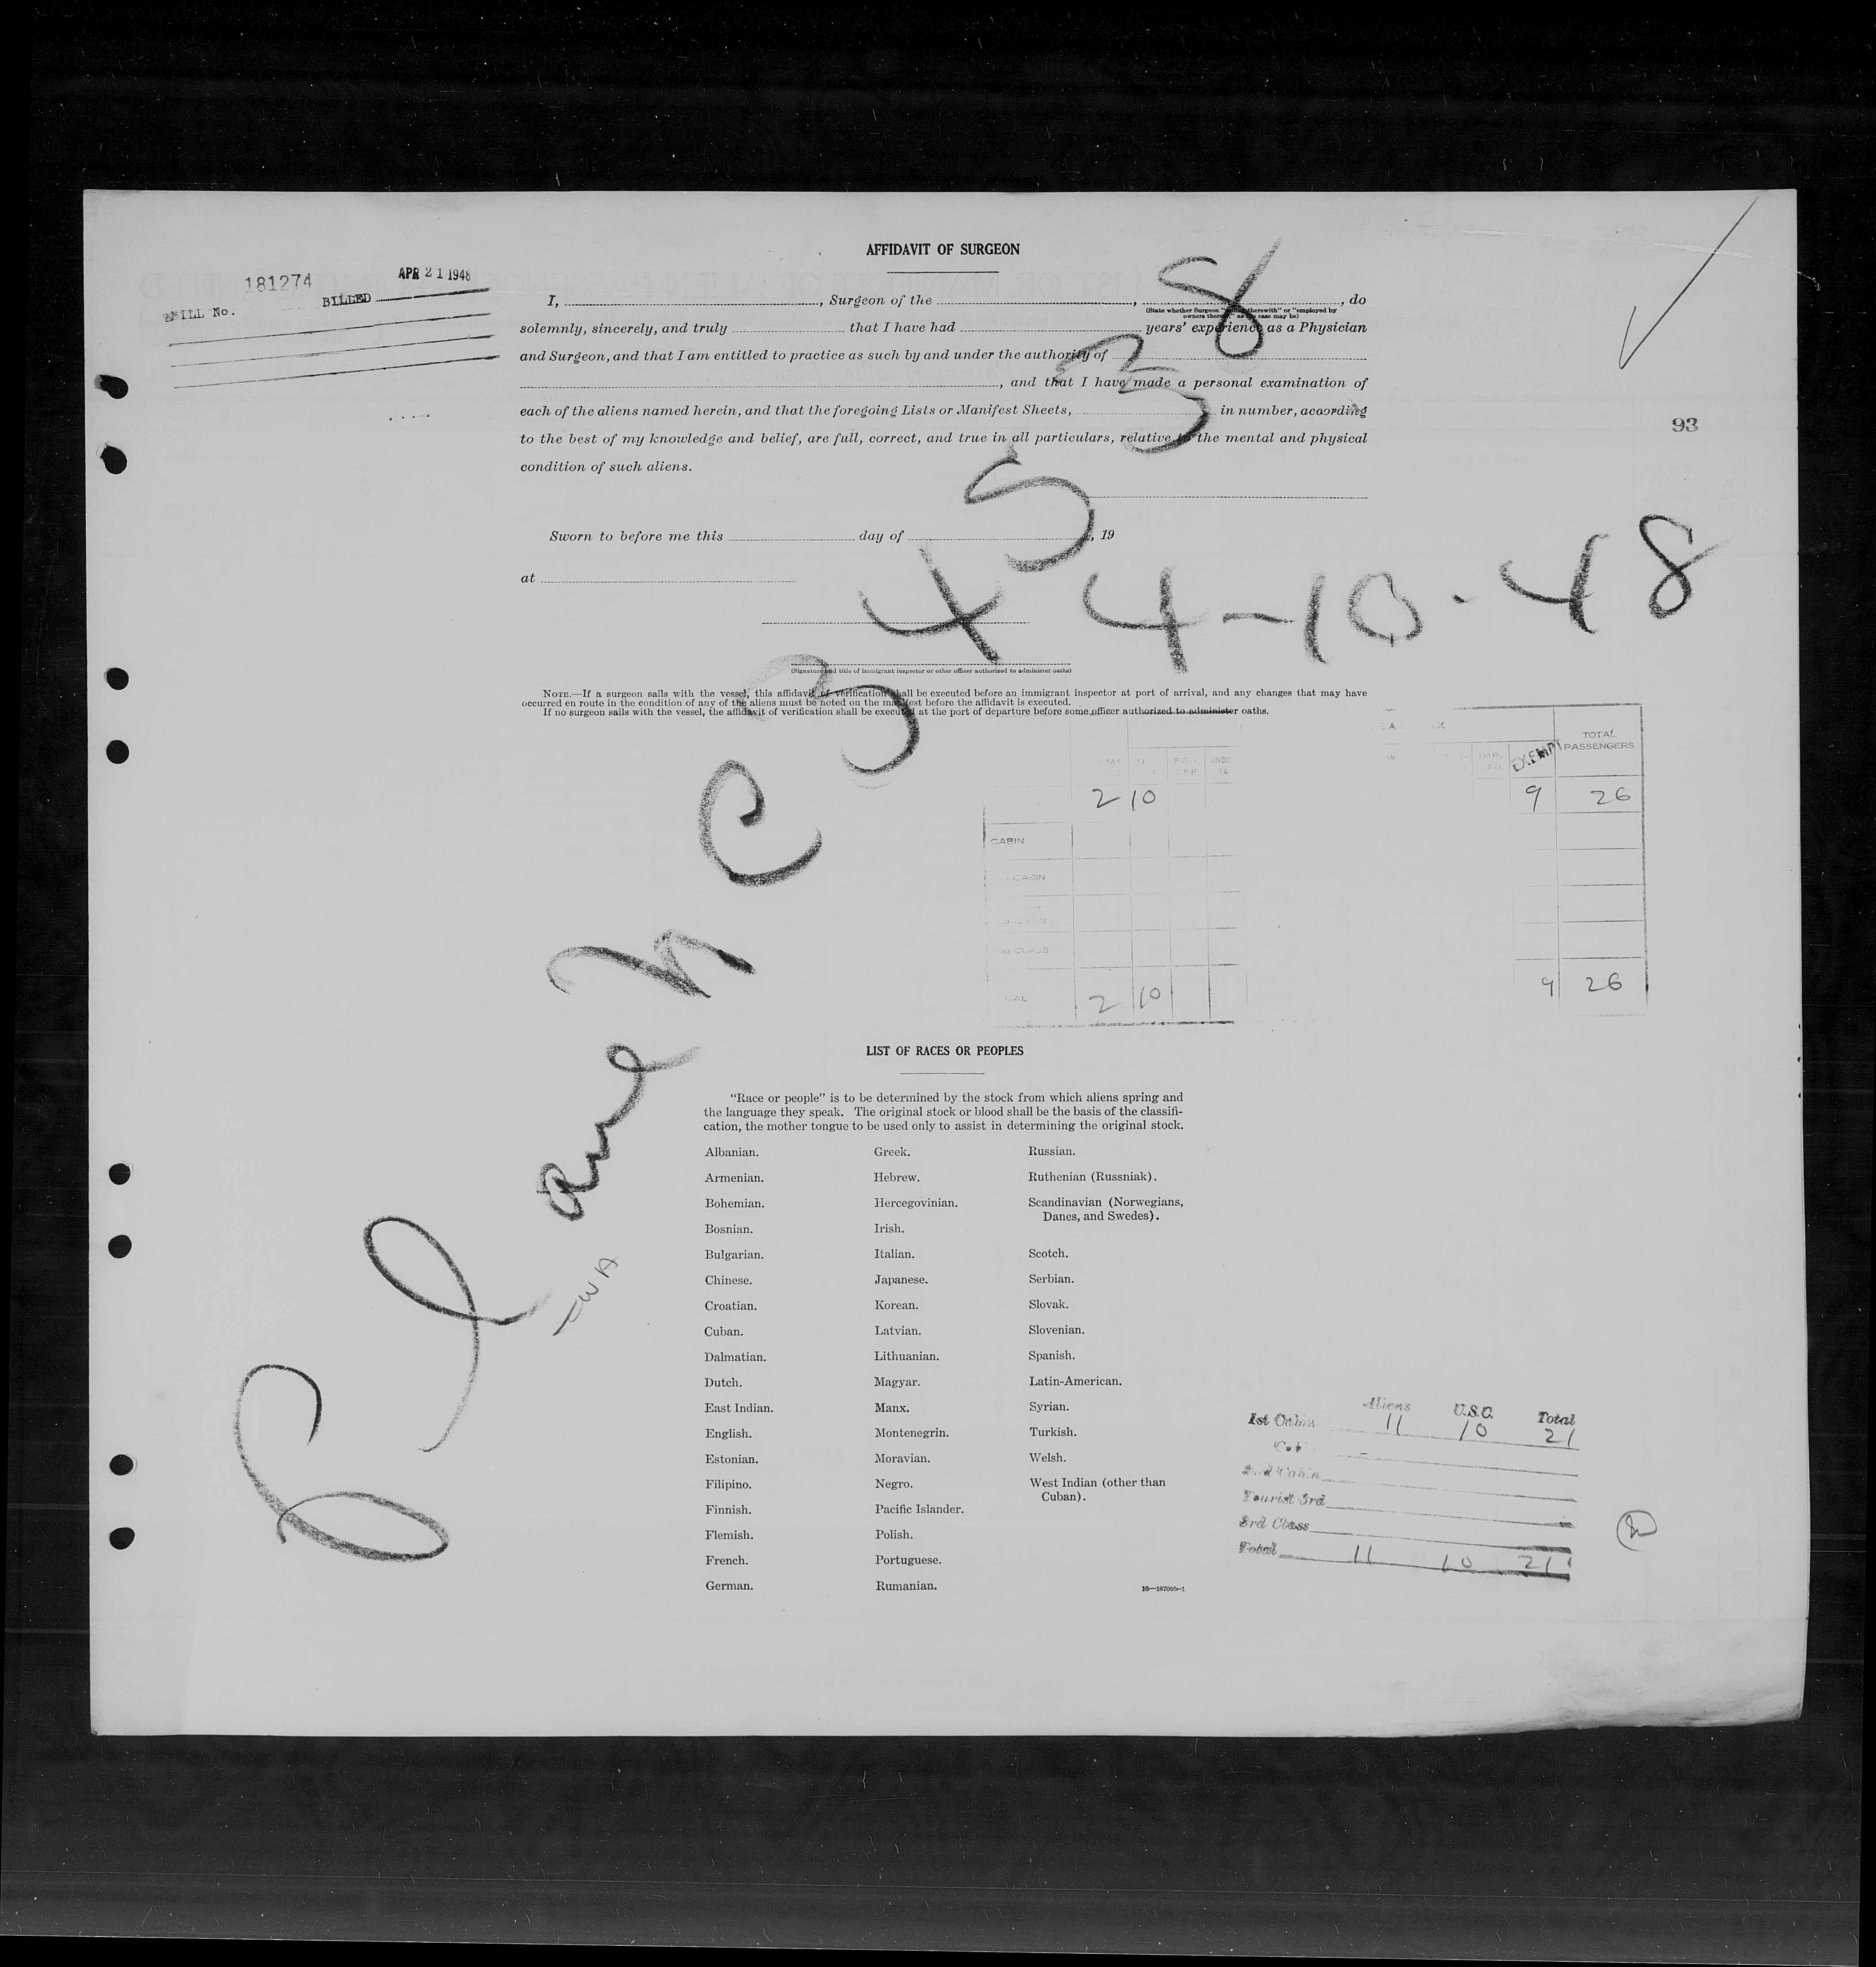 AFFIDAVIT OF SURGEON
181274
APR 21 1948
BILL No.
BILLED
I, , Surgeon of the , , do
(State whether Surgeon "sailing therewith" or "employed by
owners thereof," as the case may be)
solemnly, sincerely, and truly that I have had years' experience as a Physician
and Surgeon, and that I am entitled to practice as such by and under the authority of
, and that I have made a personal examination of
each of the aliens named herein, and that the foregoing Lists or Manifest Sheets, in number, according
to the best of my knowledge and belief, are full, correct, and true in all particulars, relative to the mental and physical
condition of such aliens.
93
Sworn to before me this day of , 19
at
(Signature and title of immigrant inspector or other officer authorized to administer oaths)
NOTE.—If a surgeon sails with the vessel, this affidavit of verification shall be executed before an immigrant inspector at port of arrival, and any changes that may have
occurred en route in the condition of any of the aliens must be noted on the manifest before the affidavit is executed.
If no surgeon sails with the vessel, the affidavit of verification shall be executed at the port of departure before some officer authorized to administer oaths.
Plane NC 34538
4-10-48
EXEMPT
TOTAL
PASSENGERS
2 10 9 26
CABIN
CABIN
2 10 9 26
LIST OF RACES OR PEOPLES
"Race or people" is to be determined by the stock from which aliens spring and
the language they speak. The original stock or blood shall be the basis of the classifi-
cation, the mother tongue to be used only to assist in determining the original stock.
Albanian.
Armenian.
Bohemian.
Bosnian.
Bulgarian.
Chinese.
Croatian.
Cuban.
Dalmatian.
Dutch.
East Indian.
English.
Estonian.
Filipino.
Finnish.
Flemish.
French.
German.
Greek.
Hebrew.
Hercegovinian.
Irish.
Italian.
Japanese.
Korean.
Latvian.
Lithuanian.
Magyar.
Manx.
Montenegrin.
Moravian.
Negro.
Pacific Islander.
Polish.
Portuguese.
Rumanian.
Russian.
Ruthenian (Russniak).
Scandinavian (Norwegians,
Danes, and Swedes).
Scotch.
Serbian.
Slovak.
Slovenian.
Spanish.
Latin-American.
Syrian.
Turkish.
Welsh.
West Indian (other than
Cuban).
Aliens U.S.C. Total
1st Cabin 11 10 21
2nd Cabin
Tourist 3rd
3rd Class
Total 11 10 21